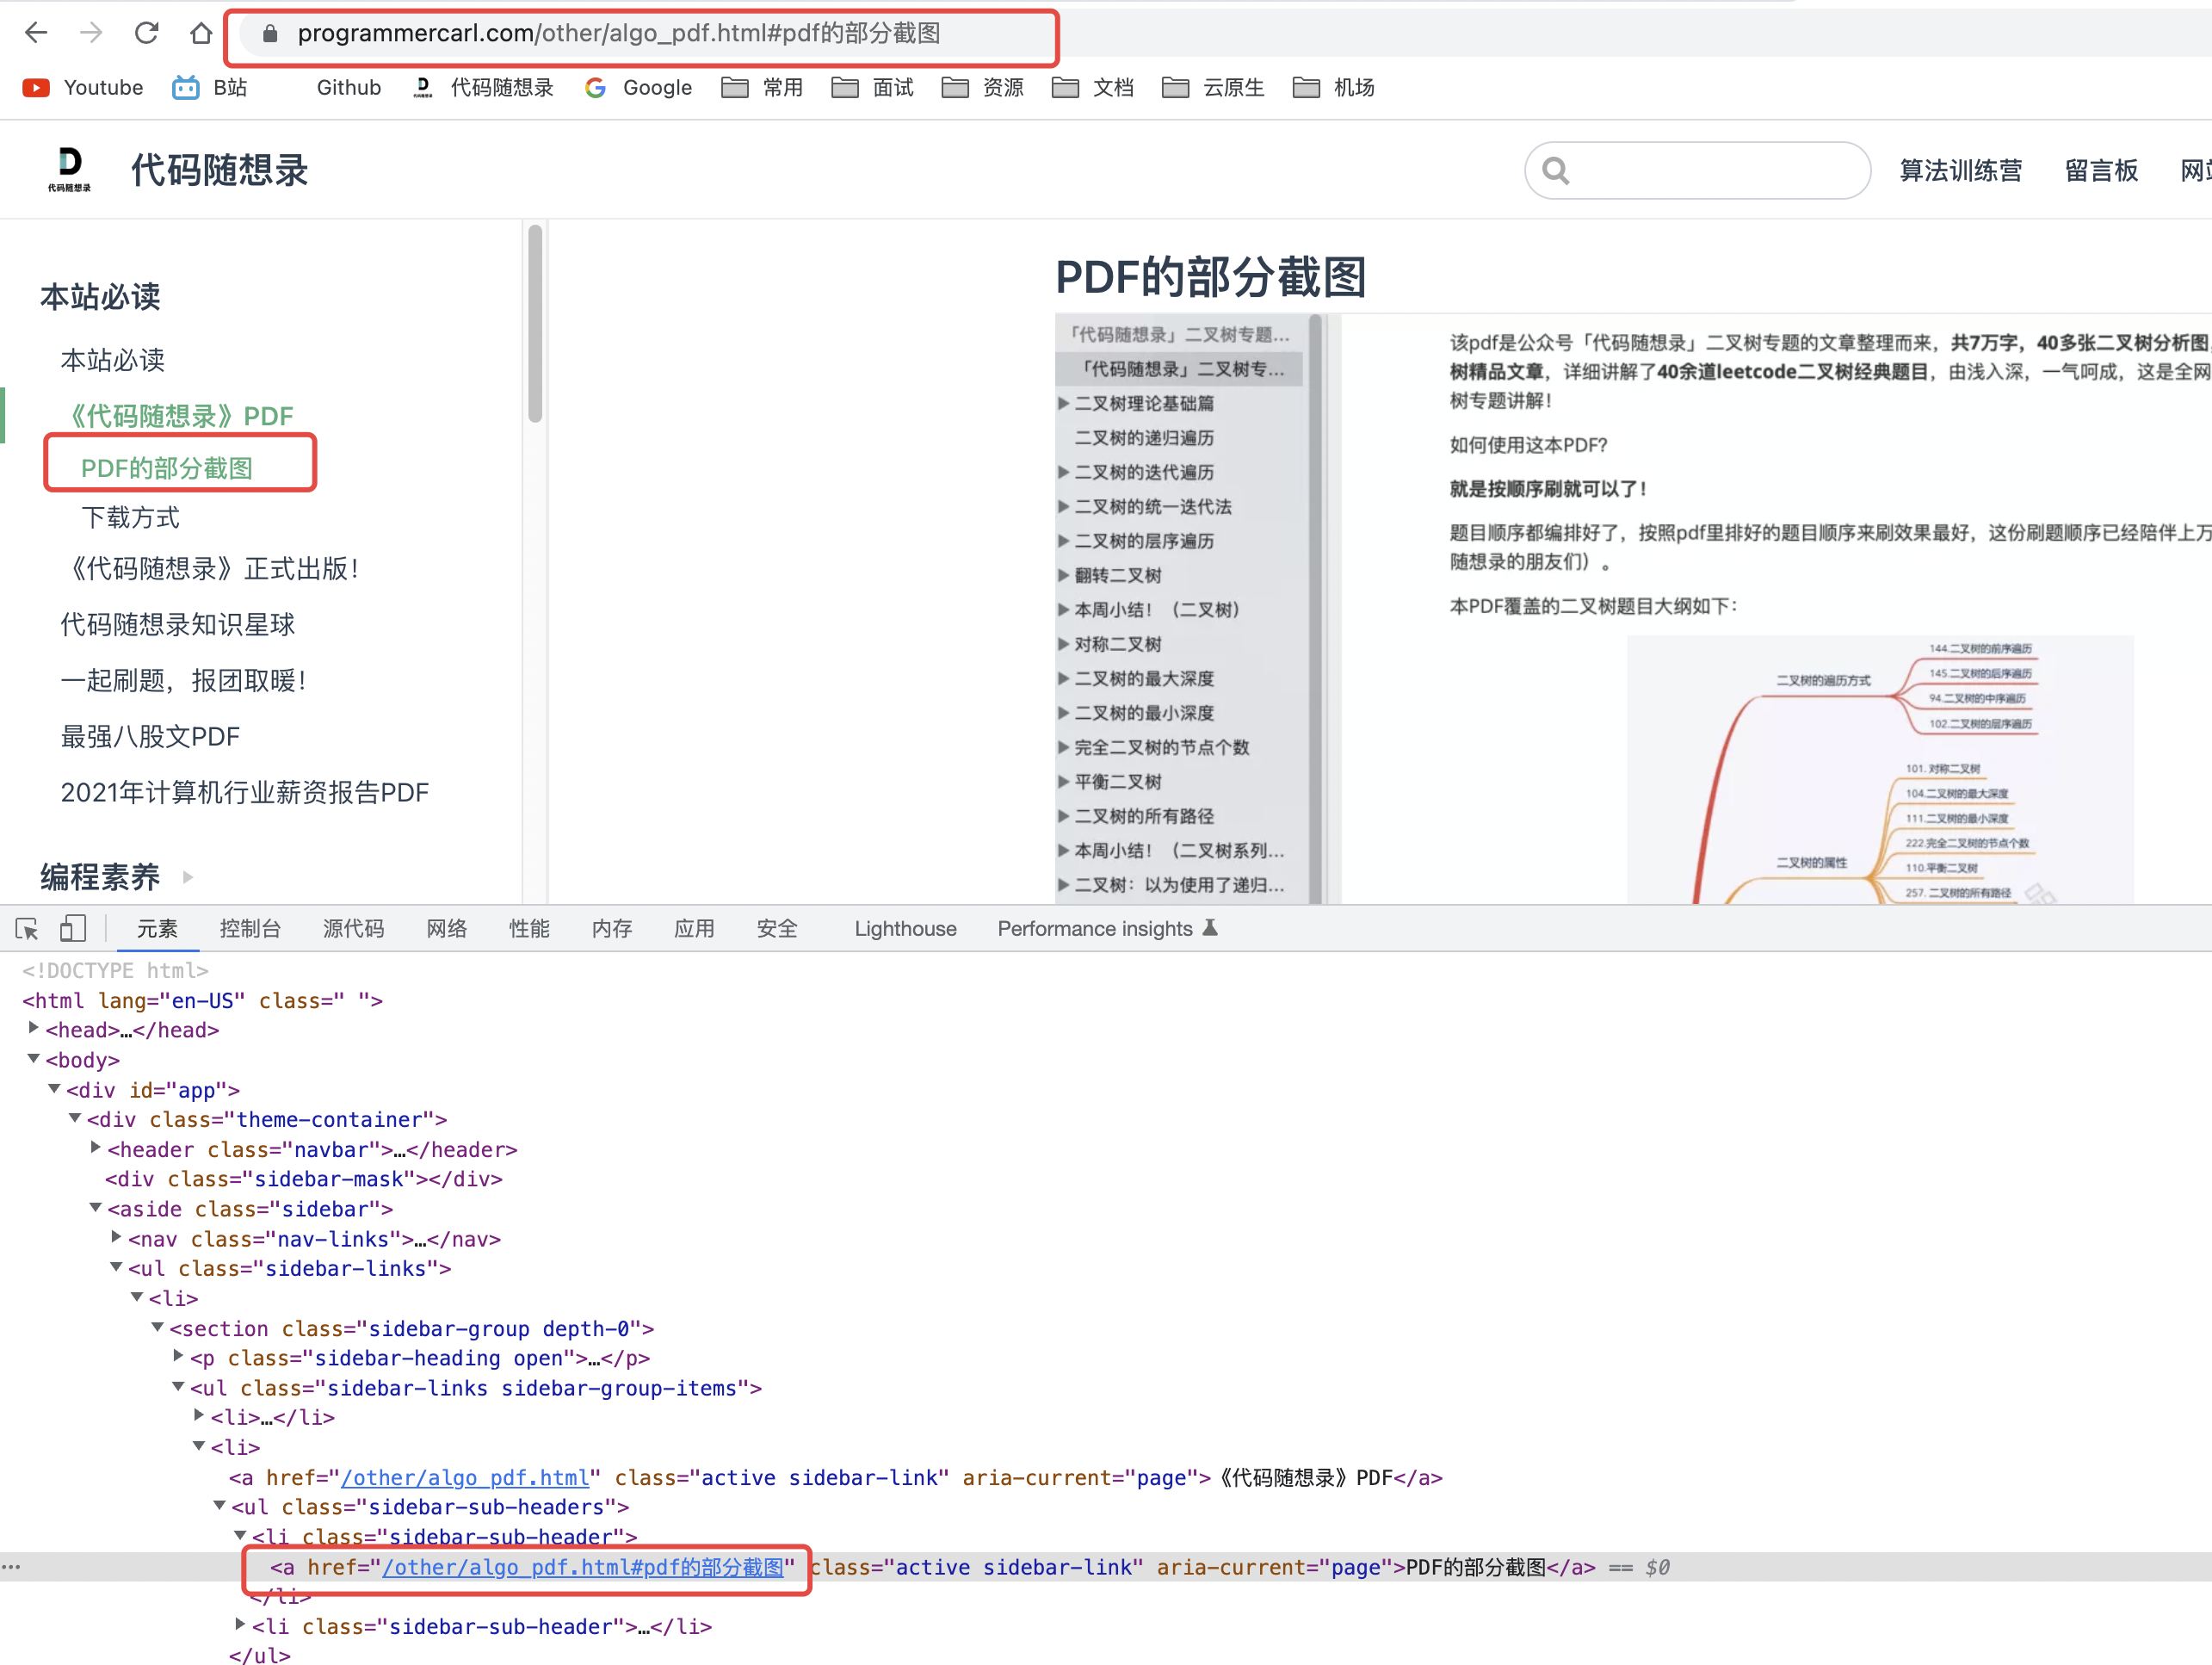 programmercarl.com/other/algo_pdf.html#pdf的部分截图
Youtube B站 Github 代码随想录 Google 常用 面试 资源 文档 云原生 机场
代码随想录 代码随想录 算法训练营 留言板 网站
本站必读
本站必读
《代码随想录》PDF
PDF的部分截图
下载方式
《代码随想录》正式出版！
代码随想录知识星球
一起刷题，报团取暖！
最强八股文PDF
2021年计算机行业薪资报告PDF
编程素养
PDF的部分截图
「代码随想录」二叉树专题...
「代码随想录」二叉树专...
二叉树理论基础篇
二叉树的递归遍历
二叉树的迭代遍历
二叉树的统一迭代法
二叉树的层序遍历
翻转二叉树
本周小结！（二叉树）
对称二叉树
二叉树的最大深度
二叉树的最小深度
完全二叉树的节点个数
平衡二叉树
二叉树的所有路径
本周小结！（二叉树系列...
二叉树：以为使用了递归...
该pdf是公众号「代码随想录」二叉树专题的文章整理而来，共7万字，40多张二叉树分析图
树精品文章，详细讲解了40余道leetcode二叉树经典题目，由浅入深，一气呵成，这是全网
树专题讲解！
如何使用这本PDF?
就是按顺序刷就可以了！
题目顺序都编排好了，按照pdf里排好的题目顺序来刷效果最好，这份刷题顺序已经陪伴上万
随想录的朋友们）。
本PDF覆盖的二叉树题目大纲如下：
二叉树的遍历方式
144.二叉树的前序遍历
145.二叉树的后序遍历
94.二叉树的中序遍历
102.二叉树的层序遍历
二叉树的属性
101. 对称二叉树
104.二叉树的最大深度
111.二叉树的最小深度
222.完全二叉树的节点个数
110.平衡二叉树
257. 二叉树的所有路径
元素 控制台 源代码 网络 性能 内存 应用 安全 Lighthouse Performance insights
<!DOCTYPE html>
<html lang="en-US" class=" ">
<head>…</head>
<body>
<div id="app">
<div class="theme-container">
<header class="navbar">…</header>
<div class="sidebar-mask"></div>
<aside class="sidebar">
<nav class="nav-links">…</nav>
<ul class="sidebar-links">
<li>
<section class="sidebar-group depth-0">
<p class="sidebar-heading open">…</p>
<ul class="sidebar-links sidebar-group-items">
<li>…</li>
<li>
<a href="/other/algo_pdf.html" class="active sidebar-link" aria-current="page">《代码随想录》PDF</a>
<ul class="sidebar-sub-headers">
<li class="sidebar-sub-header">
<a href="/other/algo_pdf.html#pdf的部分截图" class="active sidebar-link" aria-current="page">PDF的部分截图</a> == $0
</li>
<li class="sidebar-sub-header">…</li>
</ul>